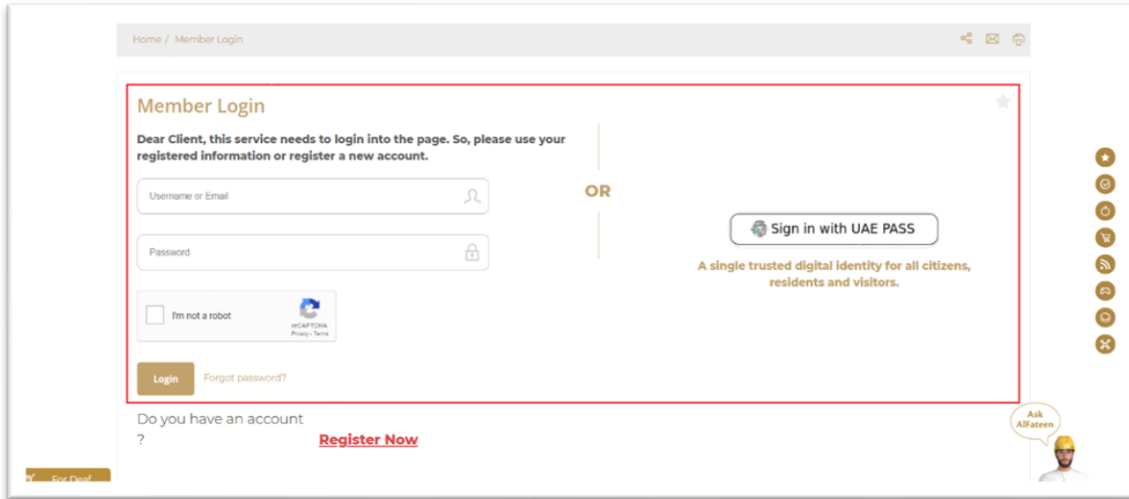 Home / Member Login
Member Login
Dear Client, this service needs to login into the page. So, please use your
registered information or register a new account.
Username or Email
Password
I'm not a robot
reCAPTCHA
Privacy - Terms
Login
Forgot password?
OR
Sign in with UAE PASS
A single trusted digital identity for all citizens,
residents and visitors.
Do you have an account
?
Register Now
Ask
AlFateen
For Deaf